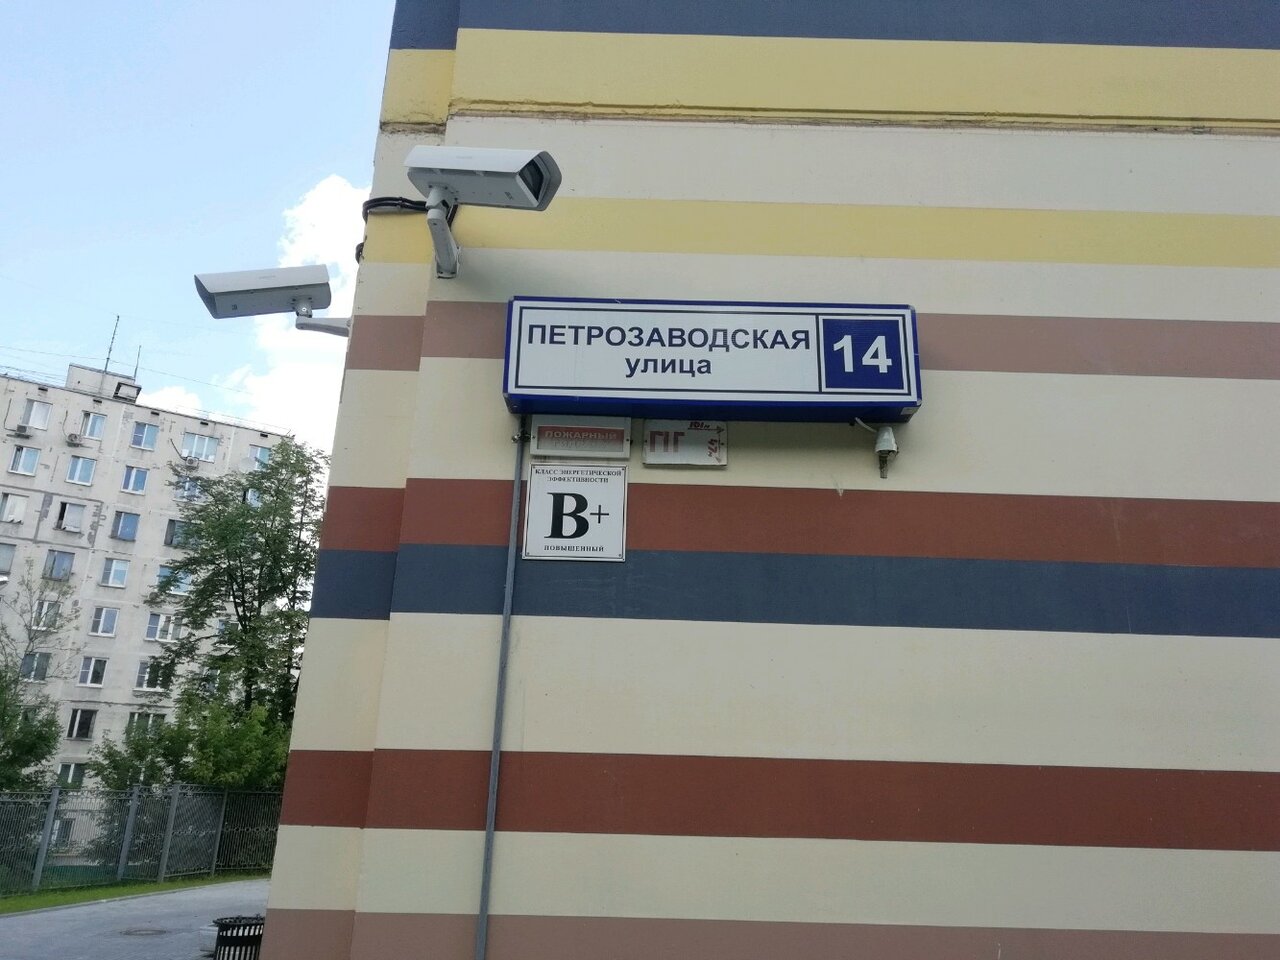 ПЕТРОЗАВОДСКАЯ
улица
14
ПОЖАРНЫЙ
ПГ
КЛАСС ЭНЕРГЕТИЧЕСКОЙ
ЭФФЕКТИВНОСТИ
B+
ПОВЫШЕННЫЙ